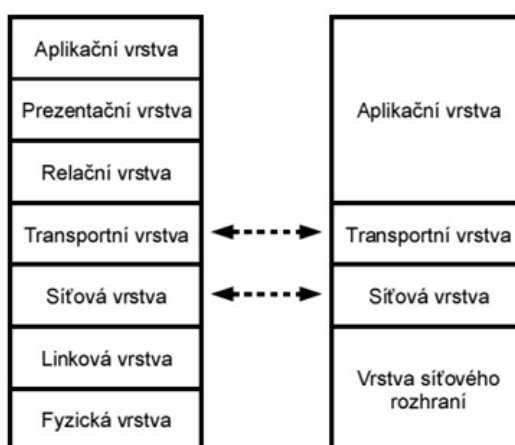 Aplikační vrstva
Prezentační vrstva
Relační vrstva
Transportní vrstva
Síťová vrstva
Linková vrstva
Fyzická vrstva
Aplikační vrstva
Transportní vrstva
Síťová vrstva
Vrstva síťového
rozhraní